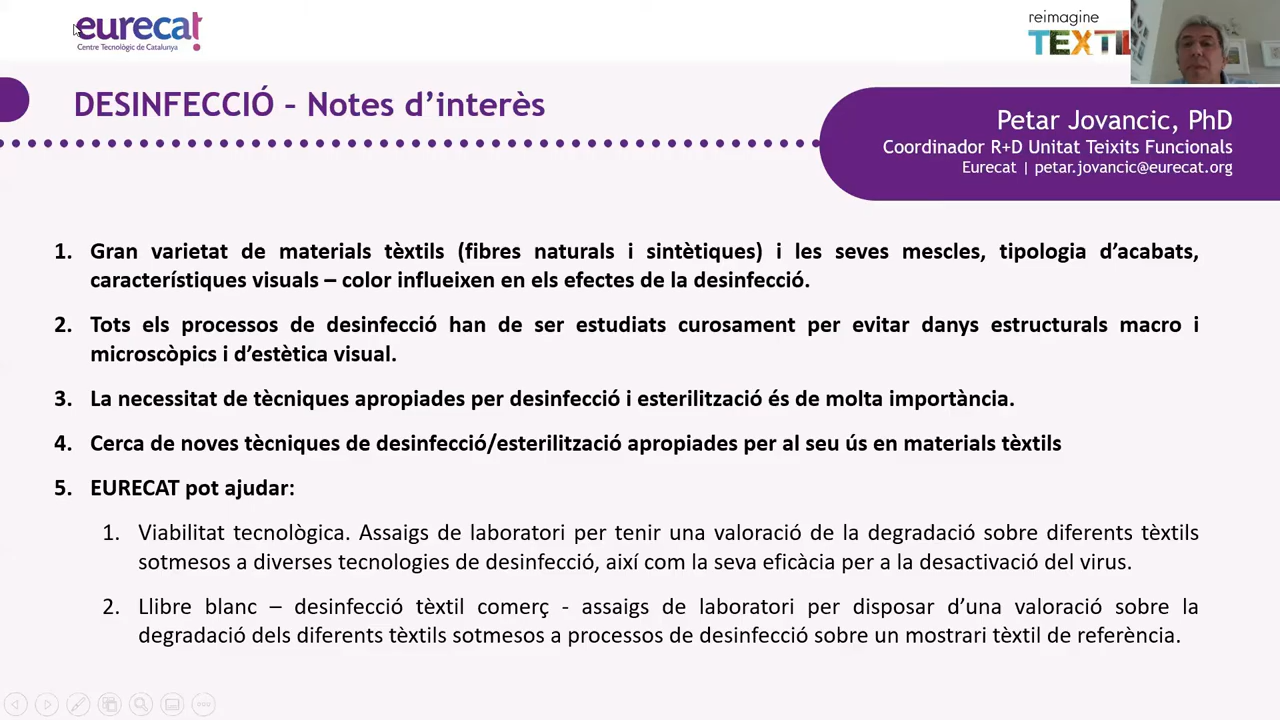 eurecat
Centre Tecnològic de Catalunya
reimagine
TEXTIL
DESINFECCIÓ – Notes d’interès
Petar Jovancic, PhD
Coordinador R+D Unitat Teixits Funcionals
Eurecat | petar.jovancic@eurecat.org
1. Gran varietat de materials tèxtils (fibres naturals i sintètiques) i les seves mescles, tipologia d’acabats,
característiques visuals – color influeixen en els efectes de la desinfecció.
2. Tots els processos de desinfecció han de ser estudiats curosament per evitar danys estructurals macro i
microscòpics i d’estètica visual.
3. La necessitat de tècniques apropiades per desinfecció i esterilització és de molta importància.
4. Cerca de noves tècniques de desinfecció/esterilització apropiades per al seu ús en materials tèxtils
5. EURECAT pot ajudar:
1. Viabilitat tecnològica. Assaigs de laboratori per tenir una valoració de la degradació sobre diferents tèxtils
sotmesos a diverses tecnologies de desinfecció, així com la seva eficàcia per a la desactivació del virus.
2. Llibre blanc – desinfecció tèxtil comerç - assaigs de laboratori per disposar d’una valoració sobre la
degradació dels diferents tèxtils sotmesos a processos de desinfecció sobre un mostrari tèxtil de referència.